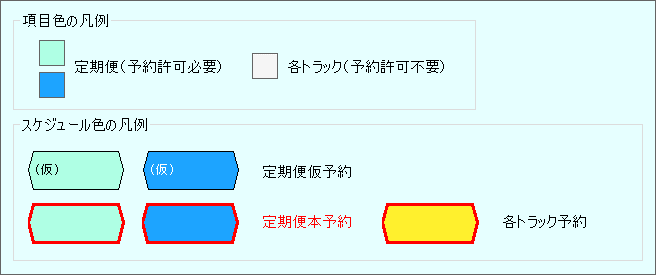 項目色の凡例
定期便(予約許可必要)
各トラック(予約許可不要)
スケジュール色の凡例
(仮) (仮) 定期便仮予約
定期便本予約 各トラック予約